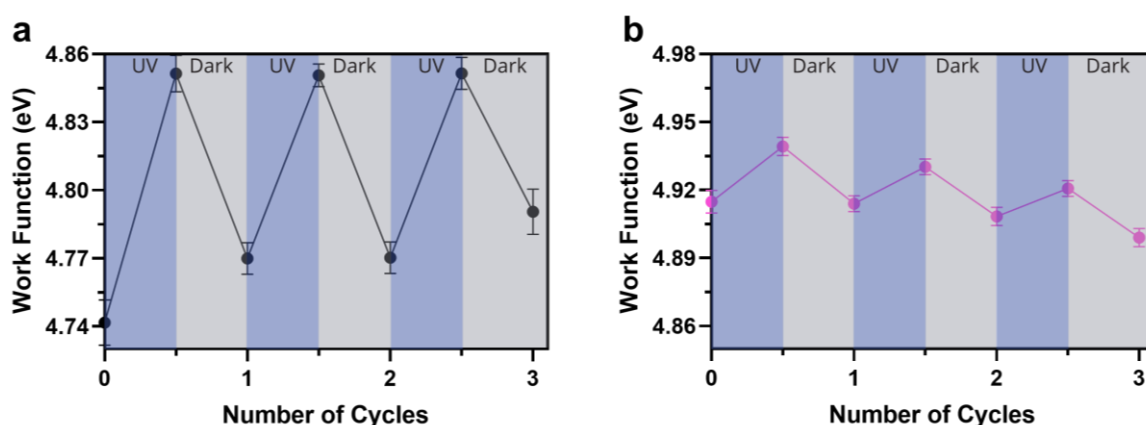 a
UV Dark UV Dark UV Dark
4.86
4.83
4.80
4.77
4.74
Work Function (eV)
0 1 2 3
Number of Cycles
b
UV Dark UV Dark UV Dark
4.98
4.95
4.92
4.89
4.86
Work Function (eV)
0 1 2 3
Number of Cycles